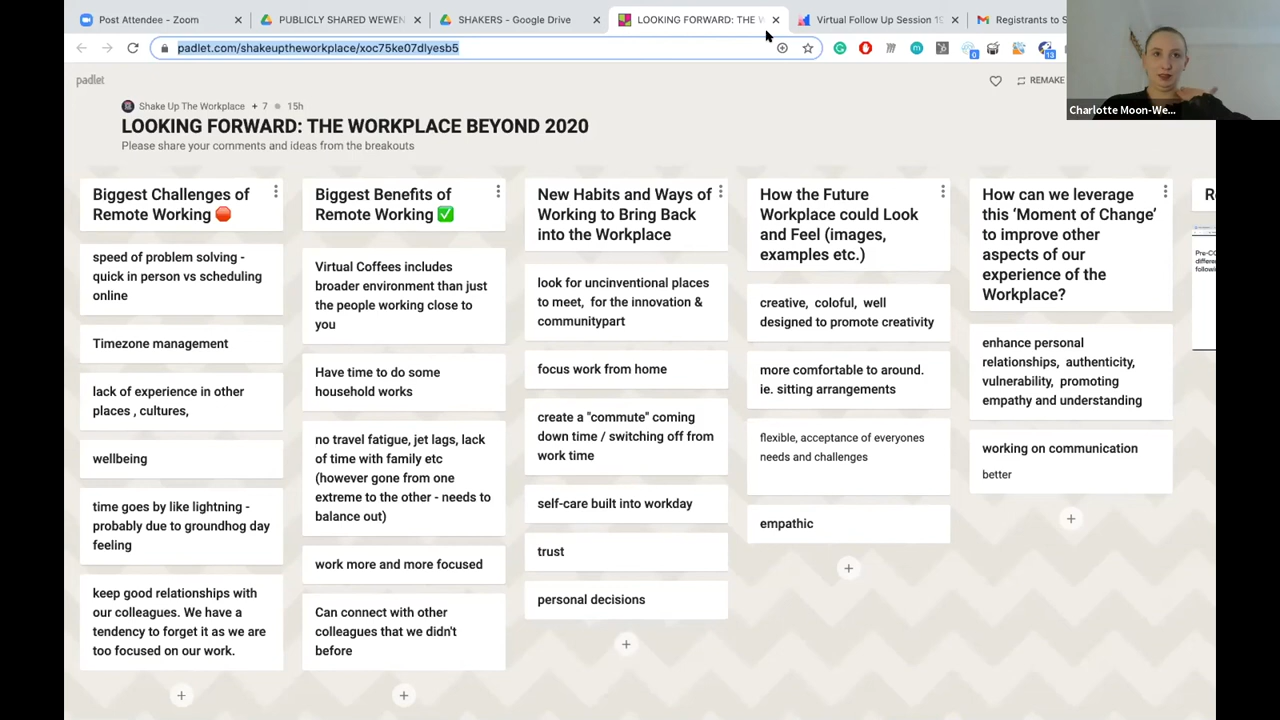 Post Attendee - Zoom
PUBLICLY SHARED WEWEN
SHAKERS - Google Drive
LOOKING FORWARD: THE W
Virtual Follow Up Session 19
Registrants to S
padlet.com/shakeuptheworkplace/xoc75ke07dlyesb5
0
13
padlet
REMAKE
Charlotte Moon-We...
Shake Up The Workplace + 7 15h
LOOKING FORWARD: THE WORKPLACE BEYOND 2020
Please share your comments and ideas from the breakouts
Biggest Challenges of
Remote Working
speed of problem solving -
quick in person vs scheduling
online
Timezone management
lack of experience in other
places , cultures,
wellbeing
time goes by like lightning -
probably due to groundhog day
feeling
keep good relationships with
our colleagues. We have a
tendency to forget it as we are
too focused on our work.
Biggest Benefits of
Remote Working
Virtual Coffees includes
broader environment than just
the people working close to
you
Have time to do some
household works
no travel fatigue, jet lags, lack
of time with family etc
(however gone from one
extreme to the other - needs to
balance out)
work more and more focused
Can connect with other
colleagues that we didn't
before
New Habits and Ways of
Working to Bring Back
into the Workplace
look for uncinventional places
to meet, for the innovation &
communitypart
focus work from home
create a "commute" coming
down time / switching off from
work time
self-care built into workday
trust
personal decisions
How the Future
Workplace could Look
and Feel (images,
examples etc.)
creative, coloful, well
designed to promote creativity
more comfortable to around.
ie. sitting arrangements
flexible, acceptance of everyones
needs and challenges
empathic
How can we leverage
this ‘Moment of Change’
to improve other
aspects of our
experience of the
Workplace?
enhance personal
relationships, authenticity,
vulnerability, promoting
empathy and understanding
working on communication
better
Pre-CO
differe
followi